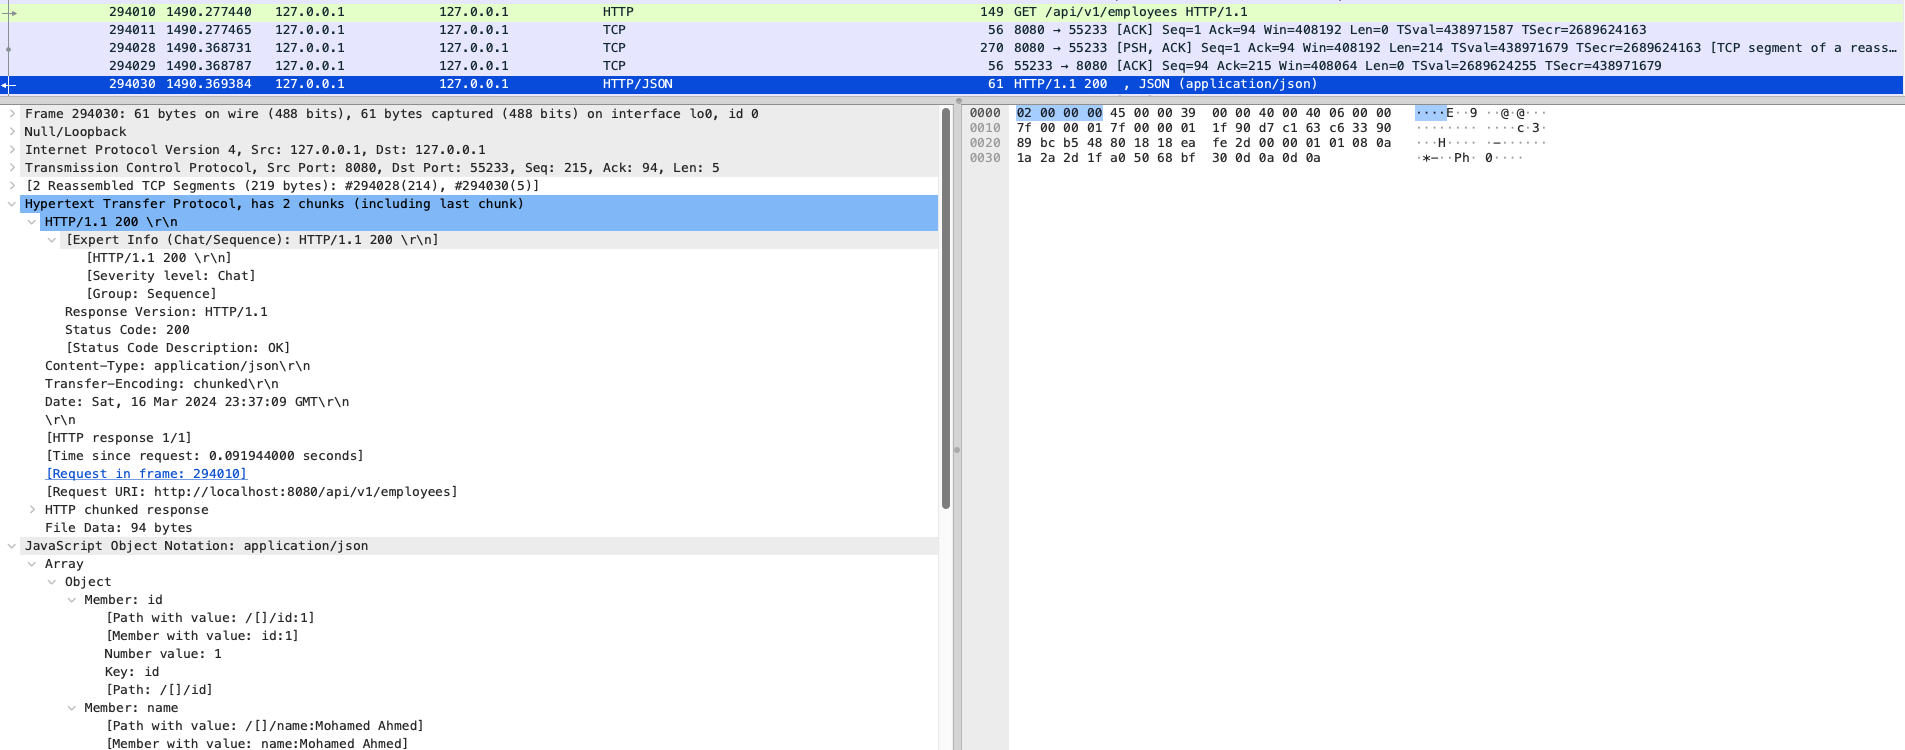 294010 1490.277440 127.0.0.1 127.0.0.1 HTTP 149 GET /api/v1/employees HTTP/1.1
294011 1490.277465 127.0.0.1 127.0.0.1 TCP 56 8080 → 55233 [ACK] Seq=1 Ack=94 Win=408192 Len=0 TSval=438971587 TSecr=2689624163
294028 1490.368731 127.0.0.1 127.0.0.1 TCP 270 8080 → 55233 [PSH, ACK] Seq=1 Ack=94 Win=408192 Len=214 TSval=438971679 TSecr=2689624163 [TCP segment of a reass…
294029 1490.368787 127.0.0.1 127.0.0.1 TCP 56 55233 → 8080 [ACK] Seq=94 Ack=215 Win=408064 Len=0 TSval=2689624255 TSecr=438971679
294030 1490.369384 127.0.0.1 127.0.0.1 HTTP/JSON 61 HTTP/1.1 200 , JSON (application/json)
Frame 294030: 61 bytes on wire (488 bits), 61 bytes captured (488 bits) on interface lo0, id 0
Null/Loopback
Internet Protocol Version 4, Src: 127.0.0.1, Dst: 127.0.0.1
Transmission Control Protocol, Src Port: 8080, Dst Port: 55233, Seq: 215, Ack: 94, Len: 5
[2 Reassembled TCP Segments (219 bytes): #294028(214), #294030(5)]
Hypertext Transfer Protocol, has 2 chunks (including last chunk)
HTTP/1.1 200 \r\n
[Expert Info (Chat/Sequence): HTTP/1.1 200 \r\n]
[HTTP/1.1 200 \r\n]
[Severity level: Chat]
[Group: Sequence]
Response Version: HTTP/1.1
Status Code: 200
[Status Code Description: OK]
Content-Type: application/json\r\n
Transfer-Encoding: chunked\r\n
Date: Sat, 16 Mar 2024 23:37:09 GMT\r\n
\r\n
[HTTP response 1/1]
[Time since request: 0.091944000 seconds]
[Request in frame: 294010]
[Request URI: http://localhost:8080/api/v1/employees]
HTTP chunked response
File Data: 94 bytes
JavaScript Object Notation: application/json
Array
Object
Member: id
[Path with value: /[]/id:1]
[Member with value: id:1]
Number value: 1
Key: id
[Path: /[]/id]
Member: name
[Path with value: /[]/name:Mohamed Ahmed]
[Member with value: name:Mohamed Ahmed]
0000 02 00 00 00 45 00 00 39 00 00 40 00 40 06 00 00 ····E··9 ··@·@···
0010 7f 00 00 01 7f 00 00 01 1f 90 d7 c1 63 c6 33 90 ········ ····c·3·
0020 89 bc b5 48 80 18 18 ea fe 2d 00 00 01 01 08 0a ···H···· ·-······
0030 1a 2a 2d 1f a0 50 68 bf 30 0d 0a 0d 0a ·*-··Ph· 0····